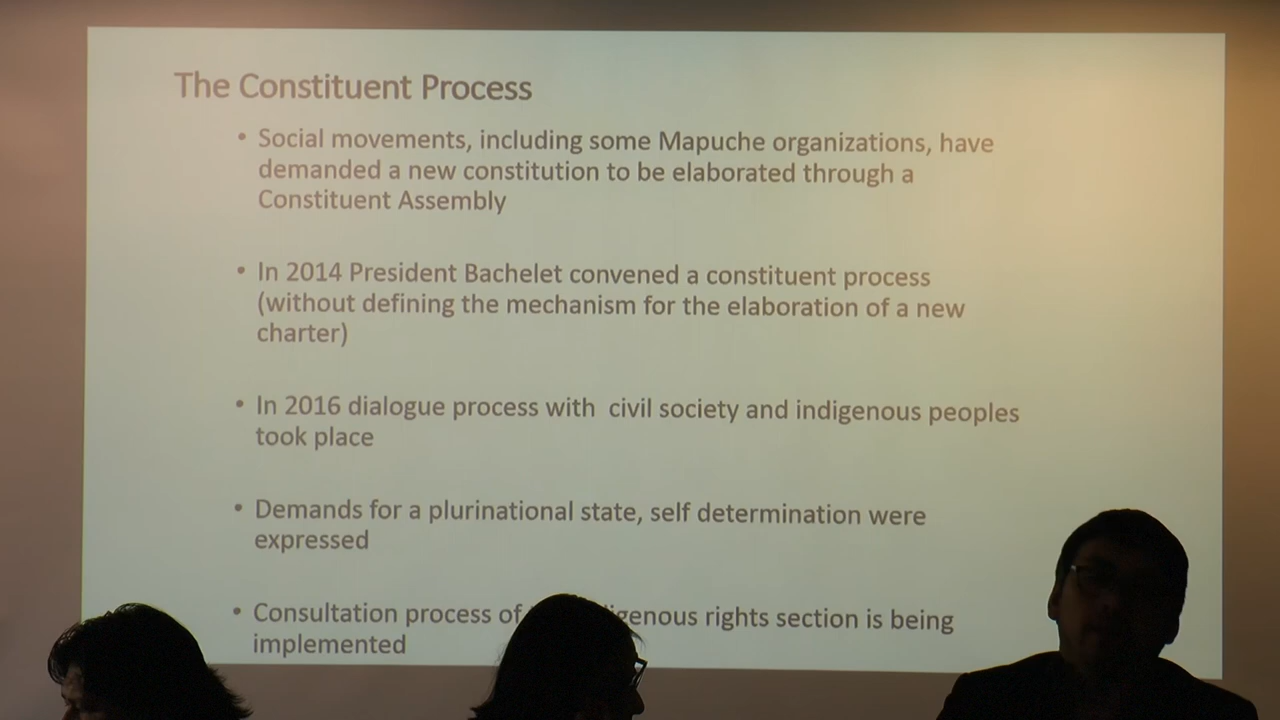 The Constituent Process
• Social movements, including some Mapuche organizations, have
demanded a new constitution to be elaborated through a
Constituent Assembly
• In 2014 President Bachelet convened a constituent process
(without defining the mechanism for the elaboration of a new
charter)
• In 2016 dialogue process with civil society and indigenous peoples
took place
• Demands for a plurinational state, self determination were
expressed
• Consultation process of rights section is being
implemented